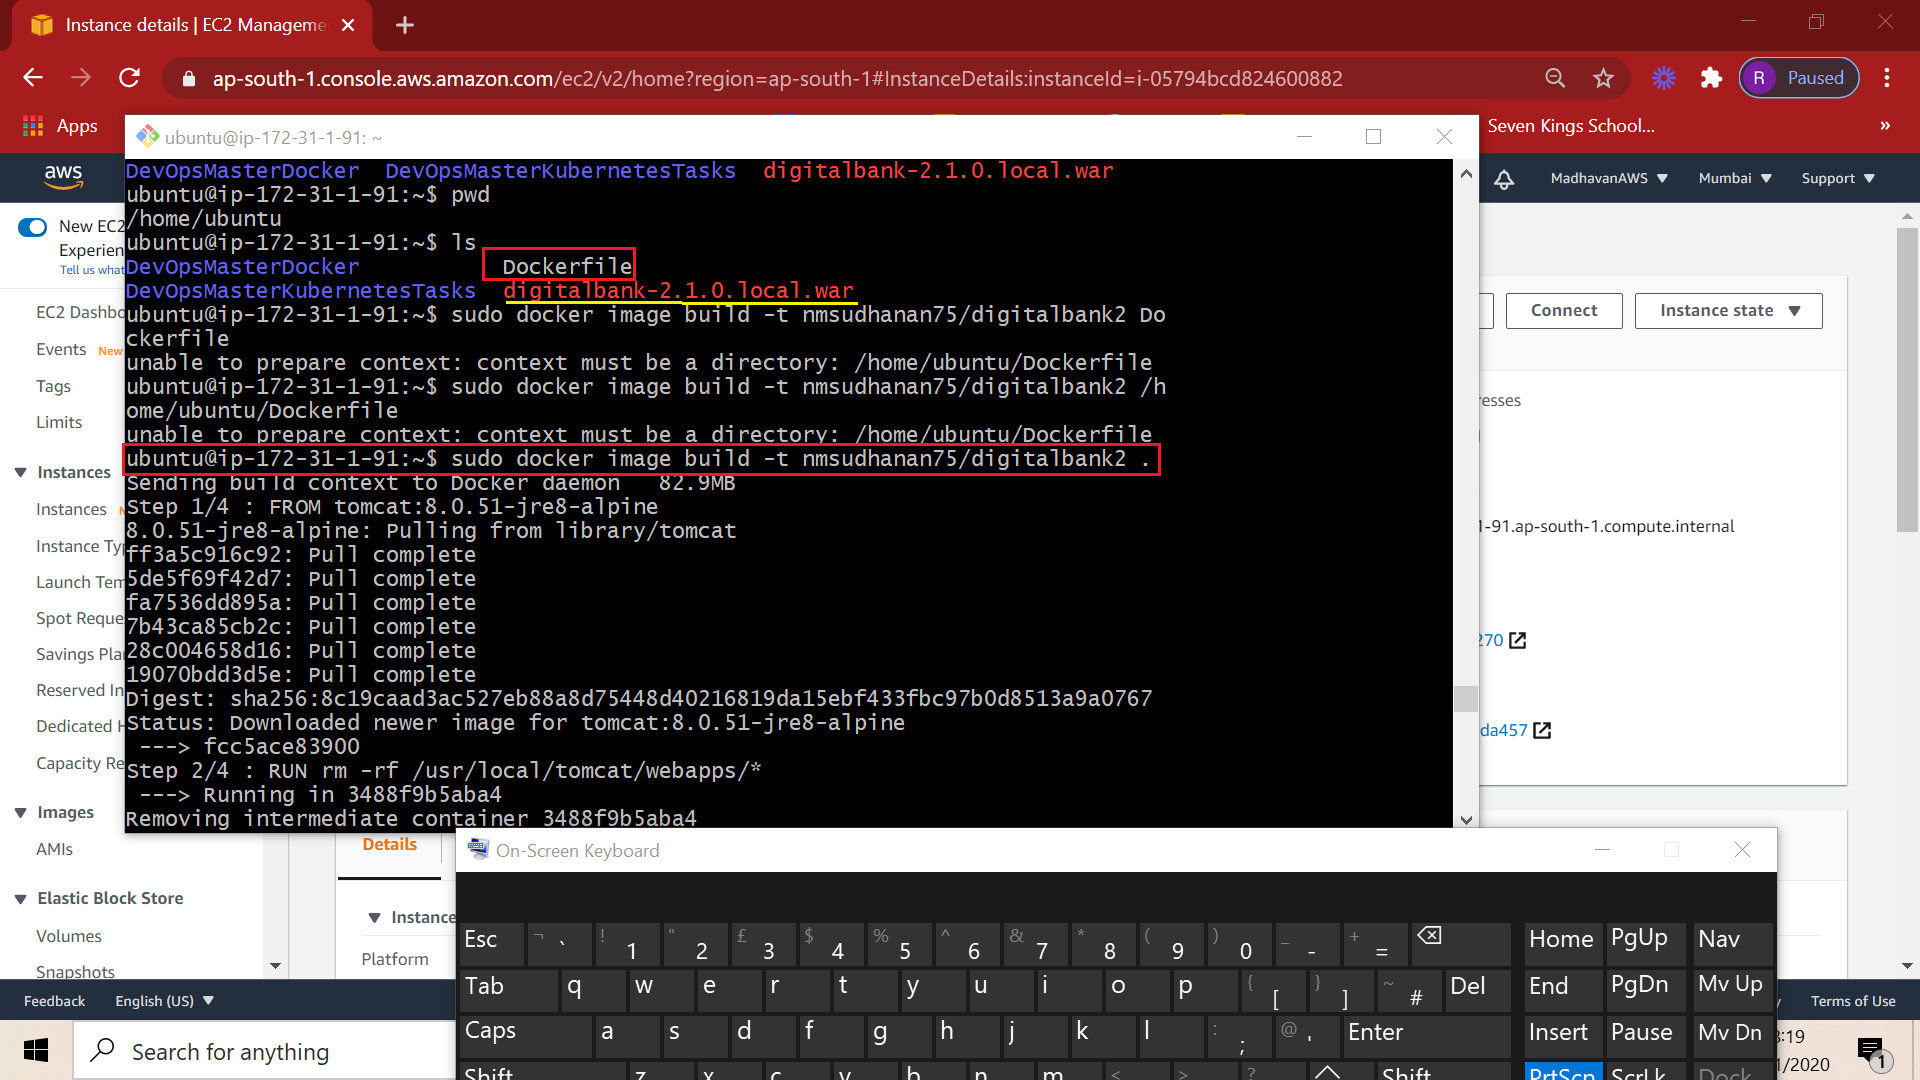 Instance details | EC2 Manageme
ap-south-1.console.aws.amazon.com/ec2/v2/home?region=ap-south-1#InstanceDetails:instanceId=i-05794bcd824600882
R Paused
Apps
Seven Kings School...
»
ubuntu@ip-172-31-1-91: ~
aws
MadhavanAWS
Mumbai
Support
DevOpsMasterDocker DevOpsMasterKubernetesTasks digitalbank-2.1.0.local.war
ubuntu@ip-172-31-1-91:~$ pwd
/home/ubuntu
ubuntu@ip-172-31-1-91:~$ ls
DevOpsMasterDocker Dockerfile
DevOpsMasterKubernetesTasks digitalbank-2.1.0.local.war
ubuntu@ip-172-31-1-91:~$ sudo docker image build -t nmsudhanan75/digitalbank2 Do
ckerfile
unable to prepare context: context must be a directory: /home/ubuntu/Dockerfile
ubuntu@ip-172-31-1-91:~$ sudo docker image build -t nmsudhanan75/digitalbank2 /h
ome/ubuntu/Dockerfile
unable to prepare context: context must be a directory: /home/ubuntu/Dockerfile
ubuntu@ip-172-31-1-91:~$ sudo docker image build -t nmsudhanan75/digitalbank2 .
Sending build context to Docker daemon 82.9MB
Step 1/4 : FROM tomcat:8.0.51-jre8-alpine
8.0.51-jre8-alpine: Pulling from library/tomcat
ff3a5c916c92: Pull complete
5de5f69f42d7: Pull complete
fa7536dd895a: Pull complete
7b43ca85cb2c: Pull complete
28c004658d16: Pull complete
19070bdd3d5e: Pull complete
Digest: sha256:8c19caad3ac527eb88a8d75448d40216819da15ebf433fbc97b0d8513a9a0767
Status: Downloaded newer image for tomcat:8.0.51-jre8-alpine
---> fcc5ace83900
Step 2/4 : RUN rm -rf /usr/local/tomcat/webapps/*
---> Running in 3488f9b5aba4
Removing intermediate container 3488f9b5aba4
New EC2
Experien
Tell us what
EC2 Dashbo
Events New
Tags
Limits
Instances
Instances N
Instance Typ
Launch Tem
Spot Reque
Savings Pla
Reserved In
Dedicated H
Capacity Re
Images
AMIs
Elastic Block Store
Volumes
Snapshots
Connect
Instance state
resses
1-91.ap-south-1.compute.internal
270
da457
Details
Instance
Platform
On-Screen Keyboard
Esc ¬ ` ! 1 " 2 £ 3 $ 4 % 5 ^ 6 & 7 * 8 ( 9 ) 0 _ - + = Home PgUp Nav
Tab q w e r t y u i o p { [ } ] ~ # Del End PgDn Mv Up
Caps a s d f g h j k l : ; @ ' Enter Insert Pause Mv Dn
Shift z x c v b n m < > ? Shift PrtScn ScrLk Dock
Feedback
English (US)
y
Terms of Use
Search for anything
3:19
1/2020
1